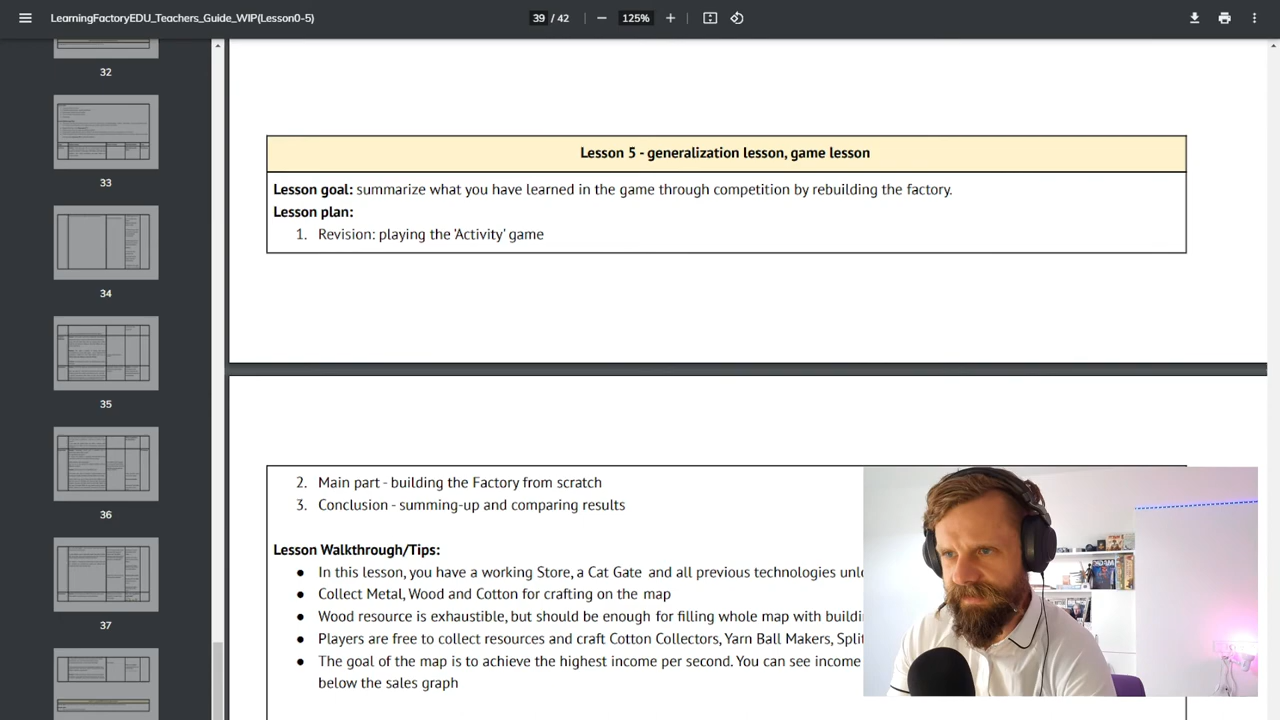 LearningFactoryEDU_Teachers_Guide_WIP(Lesson0-5)
39 / 42
125%
32
33
34
35
36
37
Lesson 5 - generalization lesson, game lesson
Lesson goal: summarize what you have learned in the game through competition by rebuilding the factory.
Lesson plan:
1. Revision: playing the 'Activity' game
2. Main part - building the Factory from scratch
3. Conclusion - summing-up and comparing results
Lesson Walkthrough/Tips:
● In this lesson, you have a working Store, a Cat Gate and all previous technologies
● Collect Metal, Wood and Cotton for crafting on the map
● Wood resource is exhaustible, but should be enough for filling whole map with
● Players are free to collect resources and craft Cotton Collectors, Yarn Ball Makers,
● The goal of the map is to achieve the highest income per second. You can see income
below the sales graph